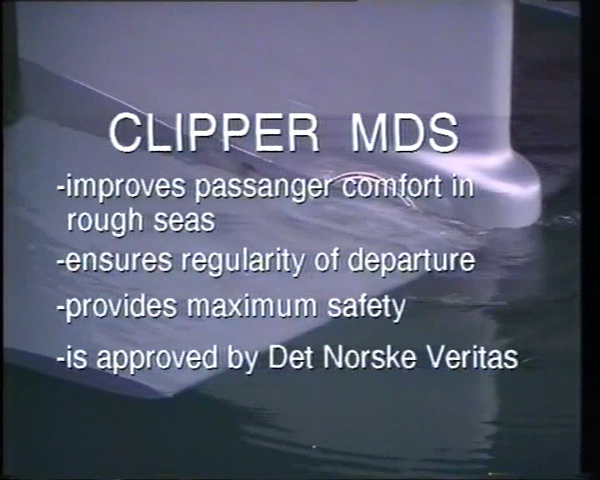 CLIPPER MDS
-improves passanger comfort in
rough seas
-ensures regularity of departure
-provides maximum safety
-is approved by Det Norske Veritas